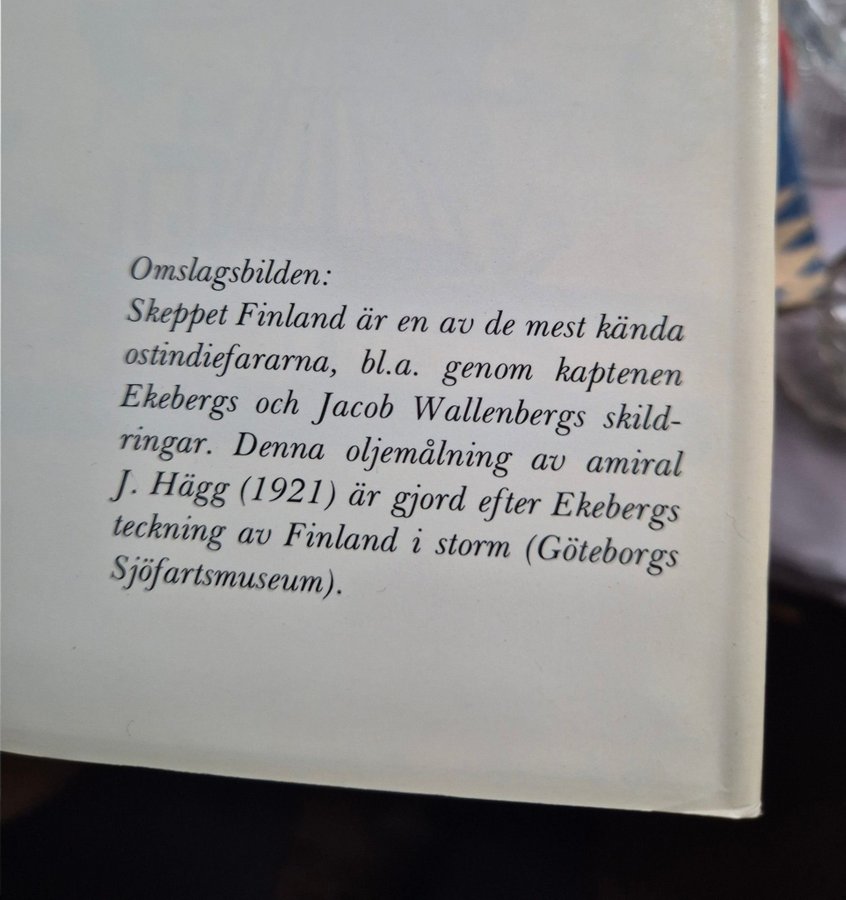 Omslagsbilden:
Skeppet Finland är en av de mest kända
ostindiefararna, bl.a. genom kaptenen
Ekebergs och Jacob Wallenbergs skild-
ringar. Denna oljemålning av amiral
J. Hägg (1921) är gjord efter Ekebergs
teckning av Finland i storm (Göteborgs
Sjöfartsmuseum).